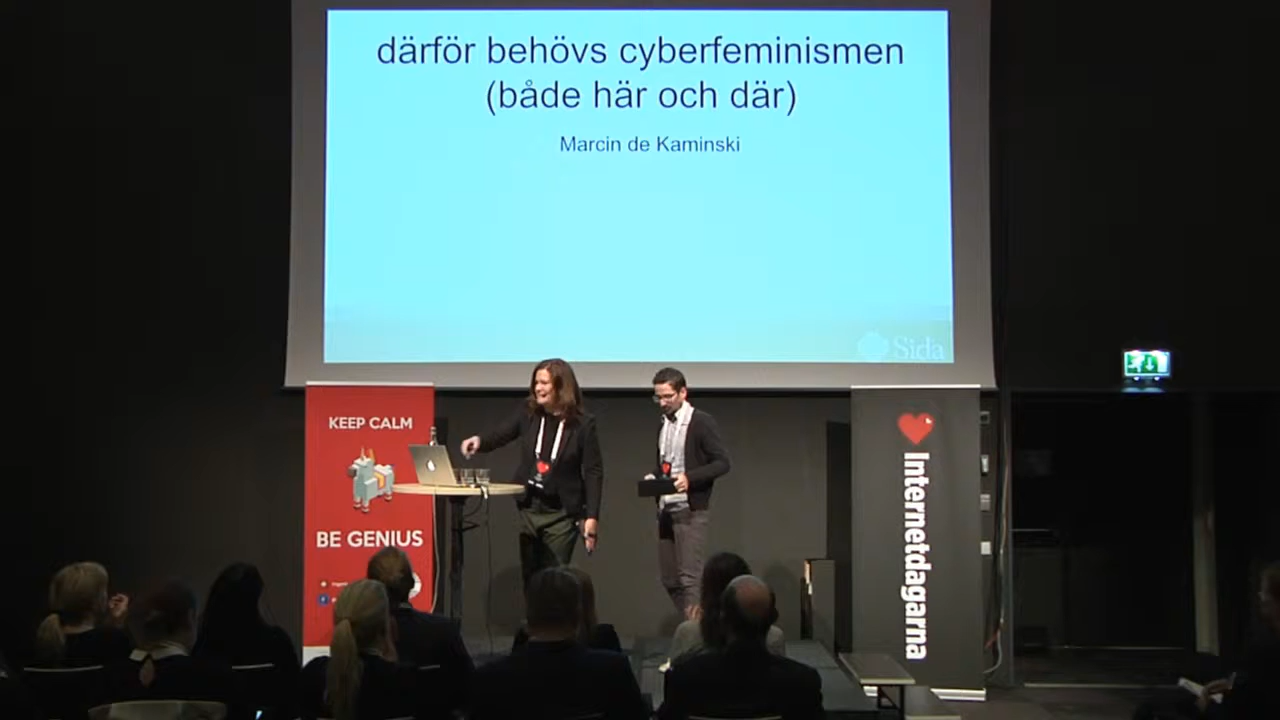 därför behövs cyberfeminismen
(både här och där)
Marcin de Kaminski
Sida
KEEP CALM
BE GENIUS
Internetdagarna